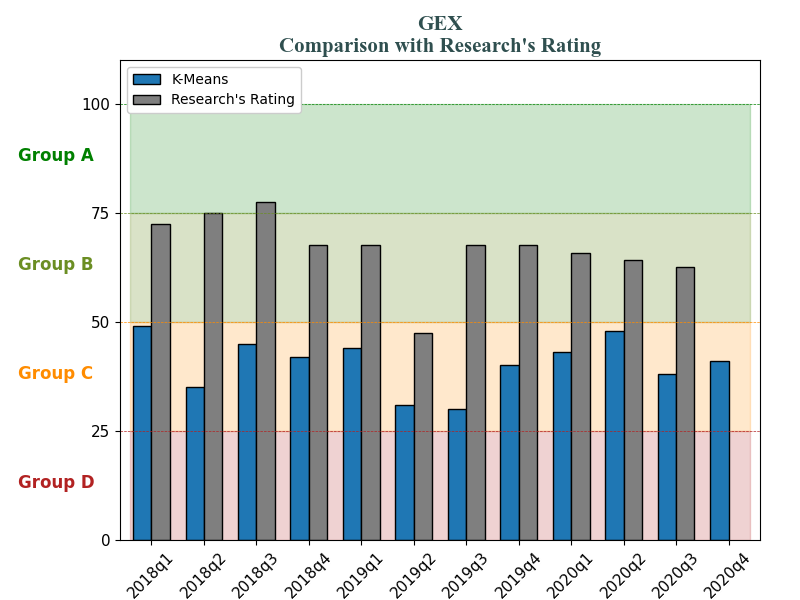 GEX
Comparison with Research's Rating
K-Means
Research's Rating
100
Group A
75
Group B
50
Group C
25
Group D
0
2018q1
2018q2
2018q3
2018q4
2019q1
2019q2
2019q3
2019q4
2020q1
2020q2
2020q3
2020q4